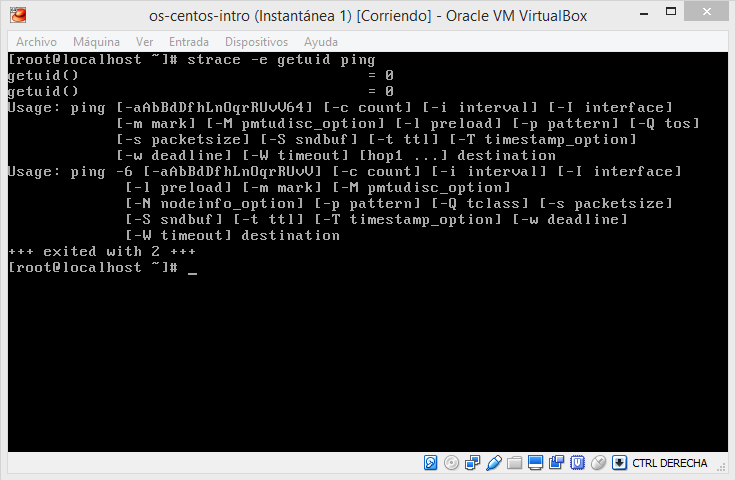 os-centos-intro (Instantánea 1) [Corriendo] - Oracle VM VirtualBox
Archivo Máquina Ver Entrada Dispositivos Ayuda
[root@localhost ~]# strace -e getuid ping
getuid() = 0
getuid() = 0
Usage: ping [-aAbBdDfhLnOqrRUvV64] [-c count] [-i interval] [-I interface]
[-m mark] [-M pmtudisc_option] [-l preload] [-p pattern] [-Q tos]
[-s packetsize] [-S sndbuf] [-t ttl] [-T timestamp_option]
[-w deadline] [-W timeout] [hop1 ...] destination
Usage: ping -6 [-aAbBdDfhLnOqrRUvV] [-c count] [-i interval] [-I interface]
[-l preload] [-m mark] [-M pmtudisc_option]
[-N nodeinfo_option] [-p pattern] [-Q tclass] [-s packetsize]
[-S sndbuf] [-t ttl] [-T timestamp_option] [-w deadline]
[-W timeout] destination
+++ exited with 2 +++
[root@localhost ~]# _
CTRL DERECHA